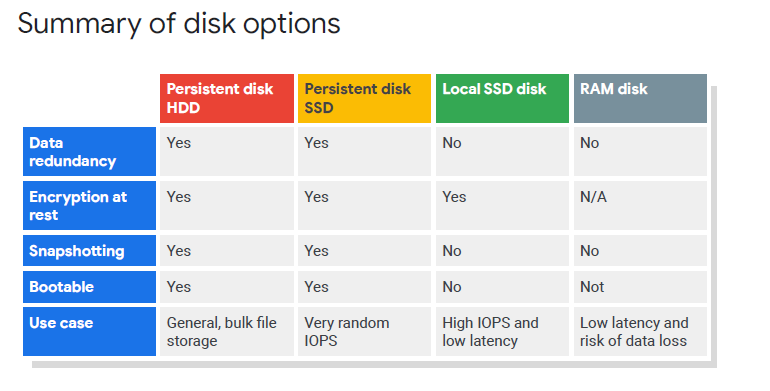 Summary of disk options
Persistent disk HDD
Persistent disk SSD
Local SSD disk
RAM disk
Data redundancy
Yes
Yes
No
No
Encryption at rest
Yes
Yes
Yes
N/A
Snapshotting
Yes
Yes
No
No
Bootable
Yes
Yes
No
Not
Use case
General, bulk file storage
Very random IOPS
High IOPS and low latency
Low latency and risk of data loss